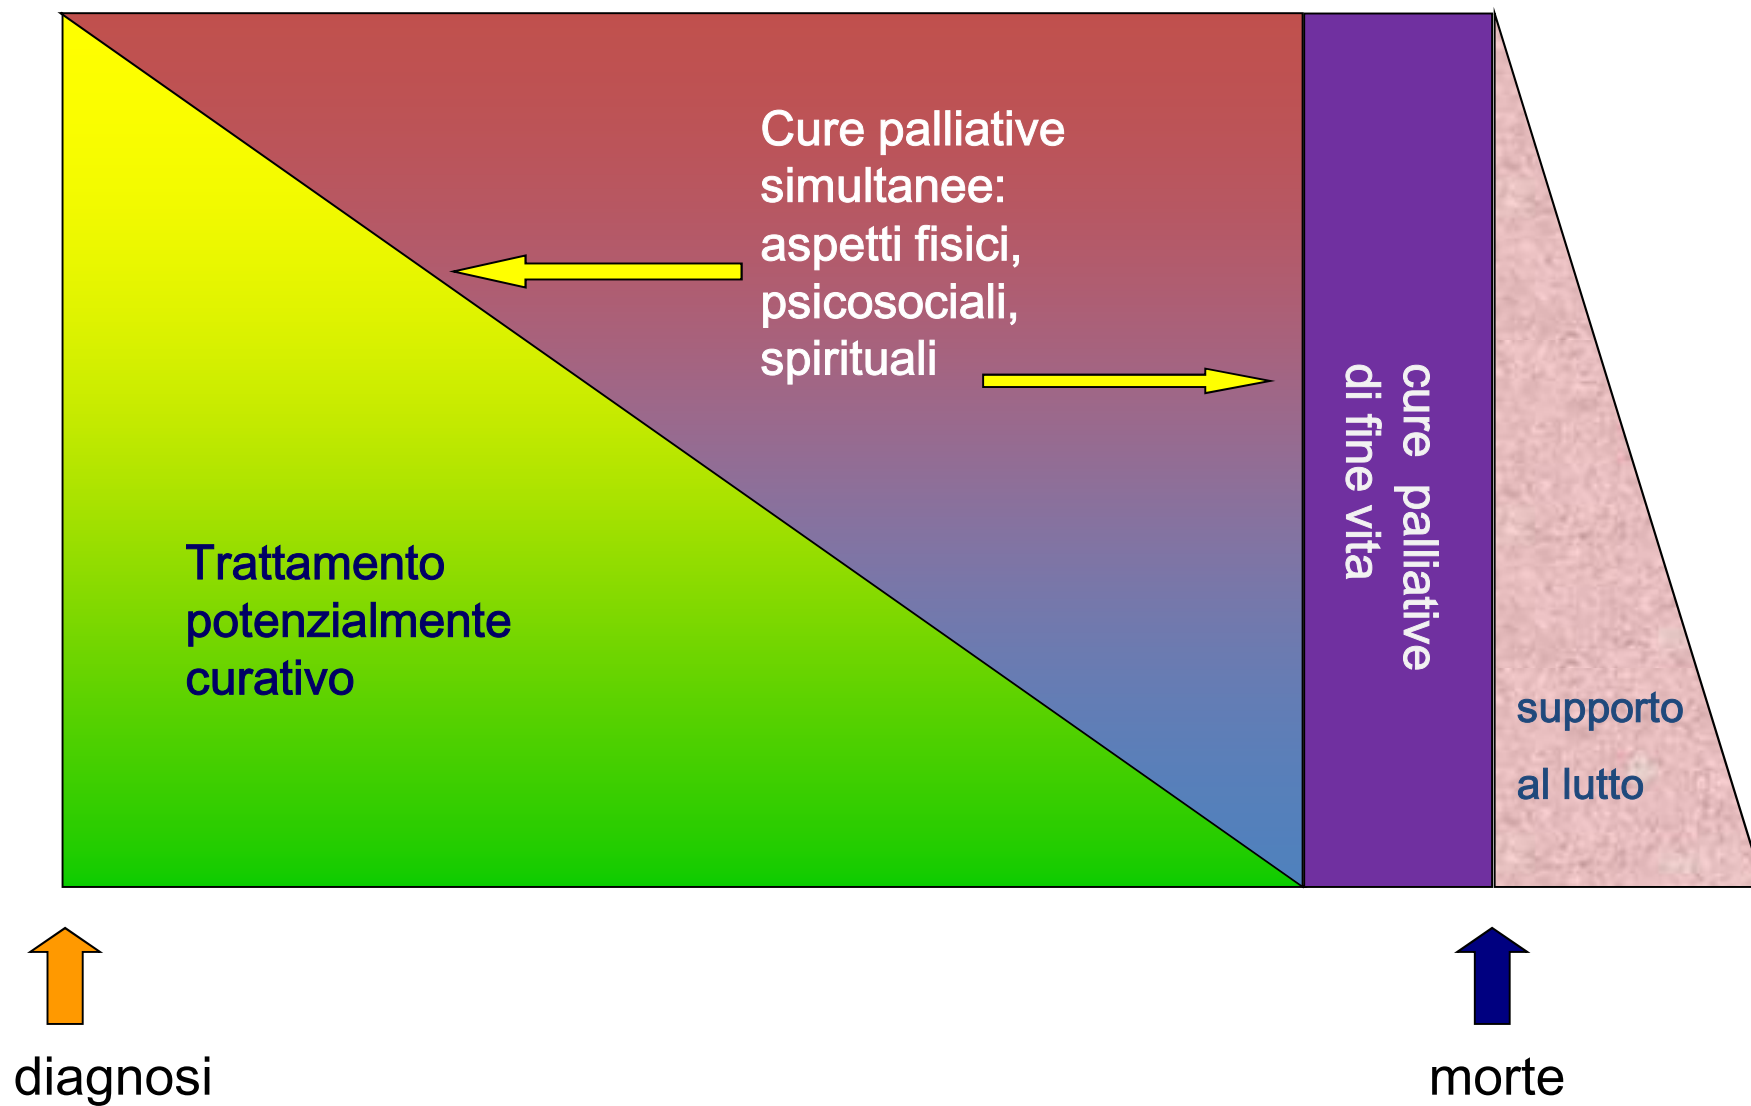 Cure palliative
simultanee:
aspetti fisici,
psicosociali,
spirituali
Trattamento
potenzialmente
curativo
cure palliative
di fine vita
supporto
al lutto
diagnosi
morte